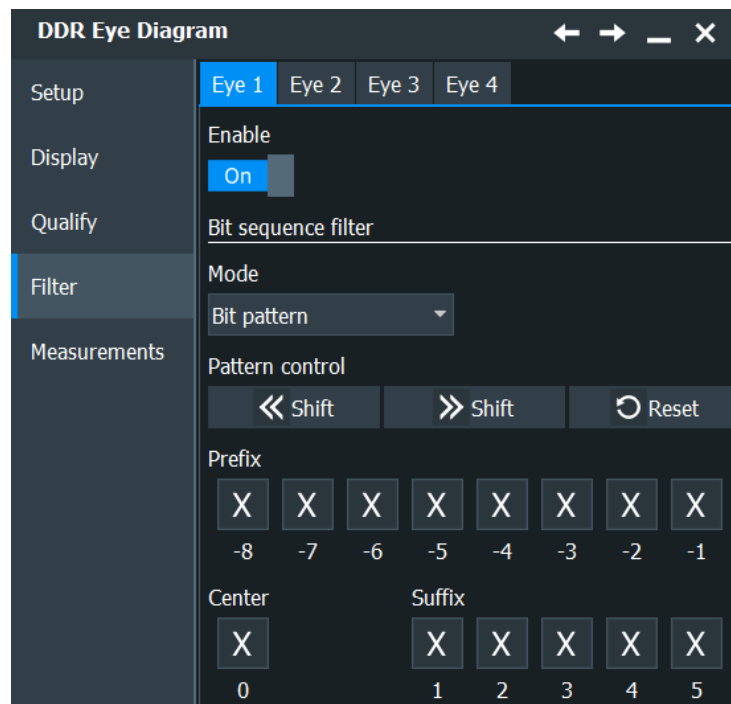 DDR Eye Diagram
Setup
Display
Qualify
Filter
Measurements
Eye 1 Eye 2 Eye 3 Eye 4
Enable
On
Bit sequence filter
Mode
Bit pattern
Pattern control
Shift Shift Reset
Prefix
X X X X X X X X
-8 -7 -6 -5 -4 -3 -2 -1
Center Suffix
X X X X X X
0 1 2 3 4 5